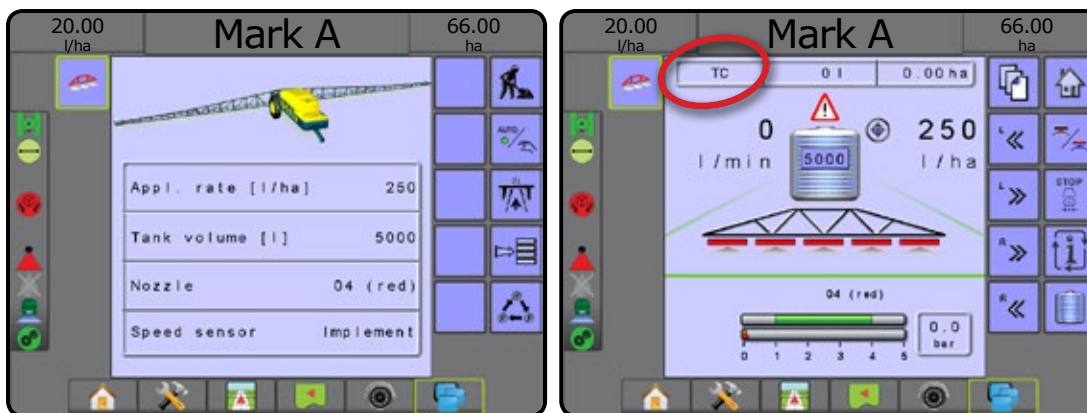 20.00
l/ha
Mark A
66.00
ha
AUTO
Appl. rate [l/ha] 250
Tank volume [l] 5000
Nozzle 04 (red)
Speed sensor Implement
20.00
l/ha
Mark A
66.00
ha
TC 0 l 0.00 ha
0
l/min
5000
250
l/ha
L
L
STOP
R
R
04 (red)
0 1 2 3 4 5
0.0
bar